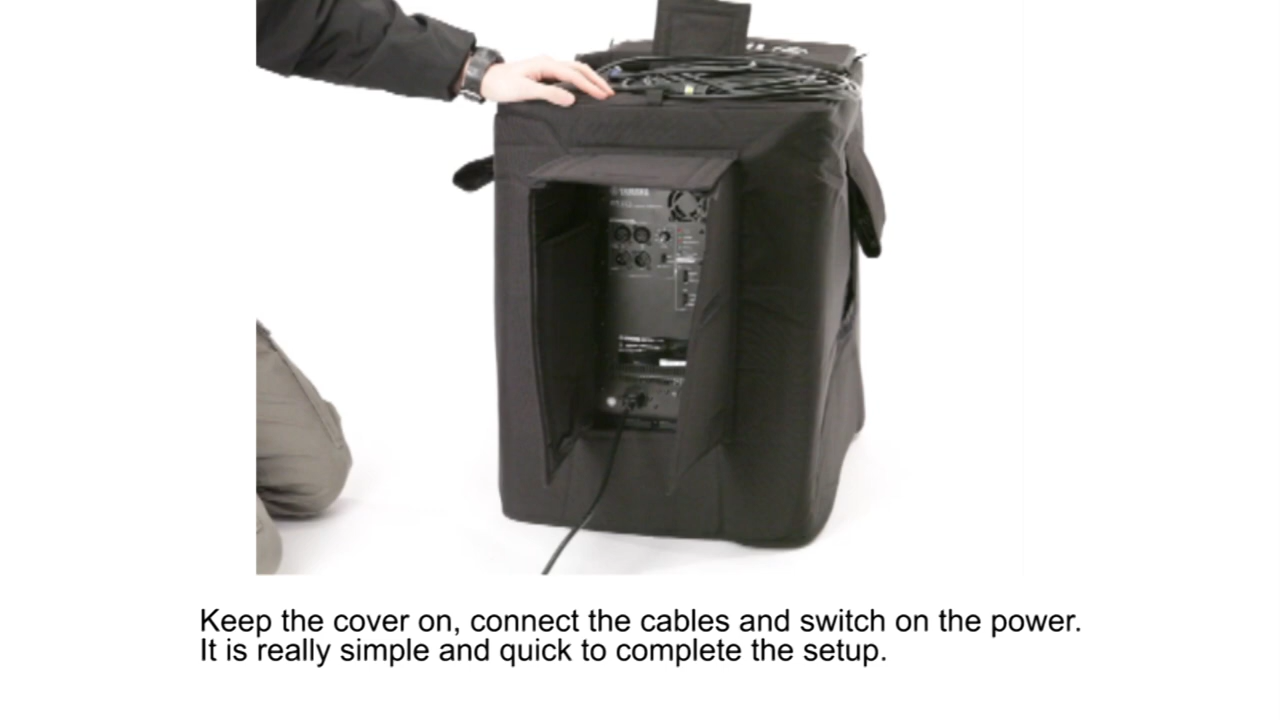 YAMAHA
Keep the cover on, connect the cables and switch on the power.
It is really simple and quick to complete the setup.